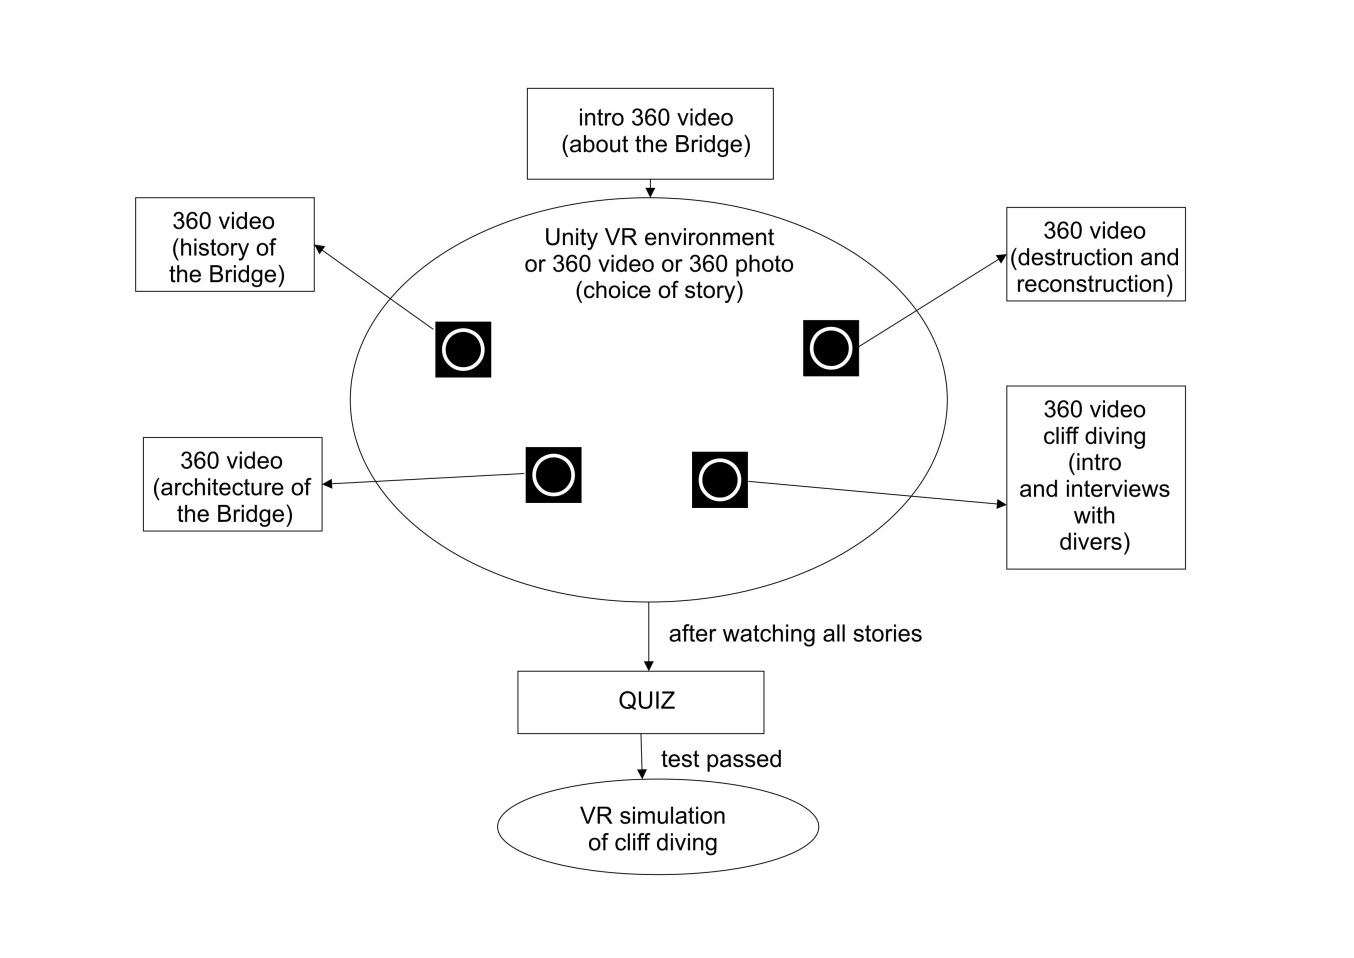 intro 360 video
(about the Bridge)
360 video
(history of
the Bridge)
Unity VR environment
or 360 video or 360 photo
(choice of story)
360 video
(destruction and
reconstruction)
360 video
(architecture of
the Bridge)
360 video
cliff diving
(intro
and interviews
with
divers)
after watching all stories
QUIZ
test passed
VR simulation
of cliff diving